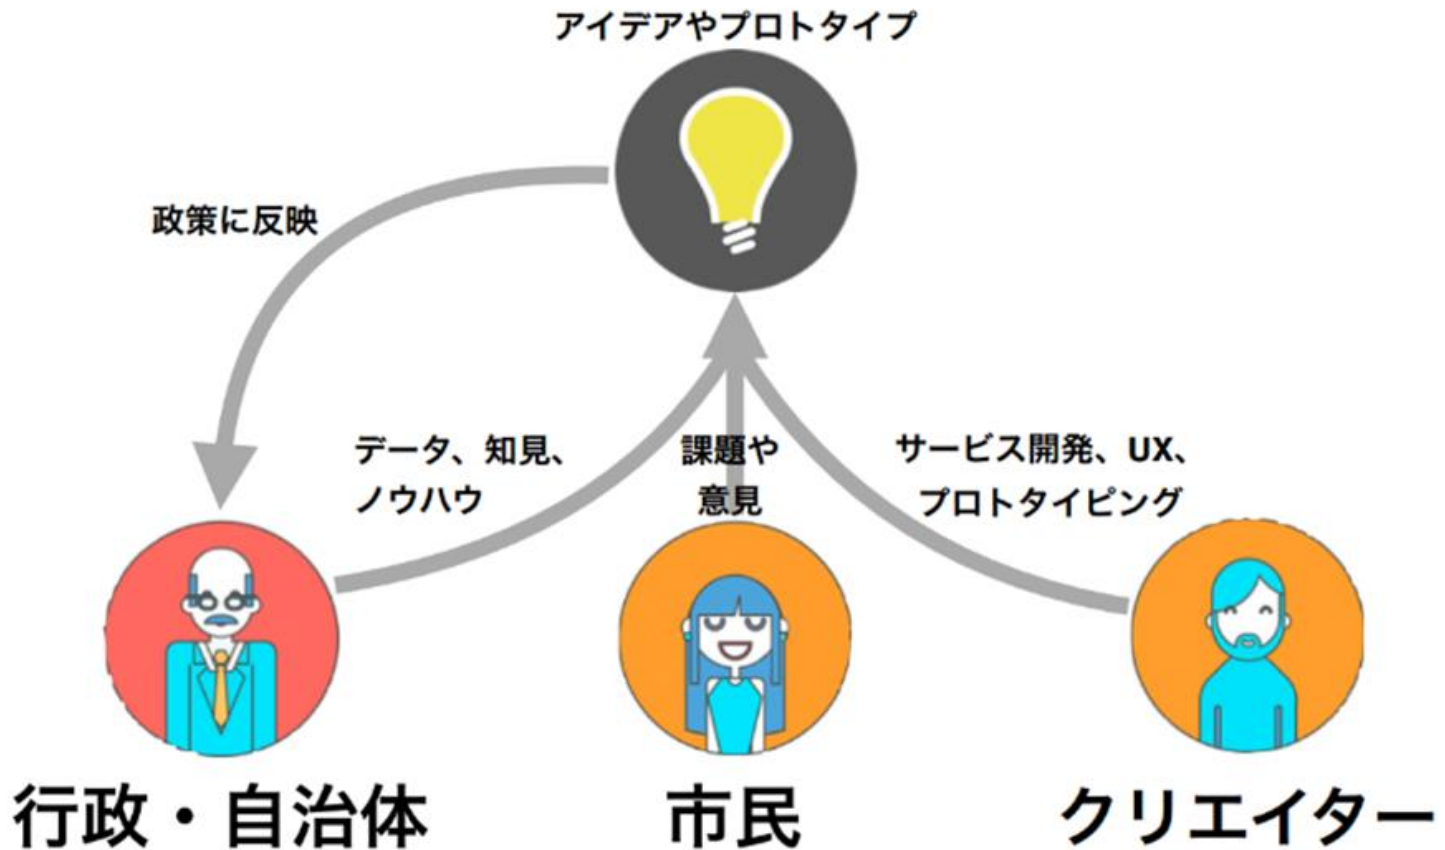 アイデアやプロトタイプ
政策に反映
データ、知見、
ノウハウ
課題や
意見
サービス開発、UX、
プロトタイピング
行政・自治体
市民
クリエイター